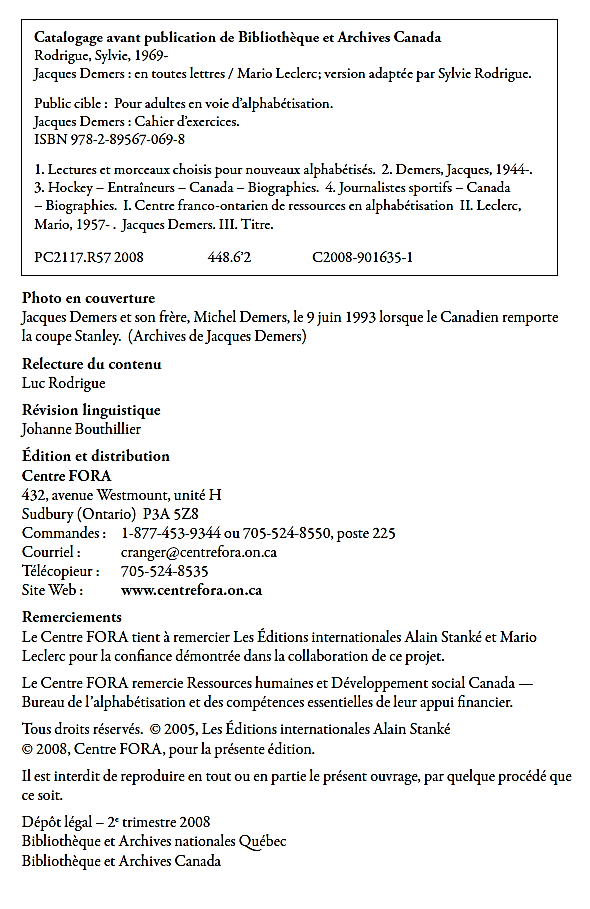 Catalogage avant publication de Bibliothèque et Archives Canada
Rodrigue, Sylvie, 1969-
Jacques Demers : en toutes lettres / Mario Leclerc; version adaptée par Sylvie Rodrigue.
Public cible : Pour adultes en voie d'alphabétisation.
Jacques Demers : Cahier d'exercices.
ISBN 978-2-89567-069-8
1. Lectures et morceaux choisis pour nouveaux alphabétisés. 2. Demers, Jacques, 1944-.
3. Hockey – Entraîneurs – Canada – Biographies. 4. Journalistes sportifs – Canada
– Biographies. I. Centre franco-ontarien de ressources en alphabétisation II. Leclerc,
Mario, 1957- . Jacques Demers. III. Titre.
PC2117.R57 2008 448.6'2 C2008-901635-1
Photo en couverture
Jacques Demers et son frère, Michel Demers, le 9 juin 1993 lorsque le Canadien remporte
la coupe Stanley. (Archives de Jacques Demers)
Relecture du contenu
Luc Rodrigue
Révision linguistique
Johanne Bouthillier
Édition et distribution
Centre FORA
432, avenue Westmount, unité H
Sudbury (Ontario) P3A 5Z8
Commandes : 1-877-453-9344 ou 705-524-8550, poste 225
Courriel : cranger@centrefora.on.ca
Télécopieur : 705-524-8535
Site Web : www.centrefora.on.ca
Remerciements
Le Centre FORA tient à remercier Les Éditions internationales Alain Stanké et Mario
Leclerc pour la confiance démontrée dans la collaboration de ce projet.
Le Centre FORA remercie Ressources humaines et Développement social Canada —
Bureau de l'alphabétisation et des compétences essentielles de leur appui financier.
Tous droits réservés. © 2005, Les Éditions internationales Alain Stanké
© 2008, Centre FORA, pour la présente édition.
Il est interdit de reproduire en tout ou en partie le présent ouvrage, par quelque procédé que
ce soit.
Dépôt légal – 2e trimestre 2008
Bibliothèque et Archives nationales Québec
Bibliothèque et Archives Canada